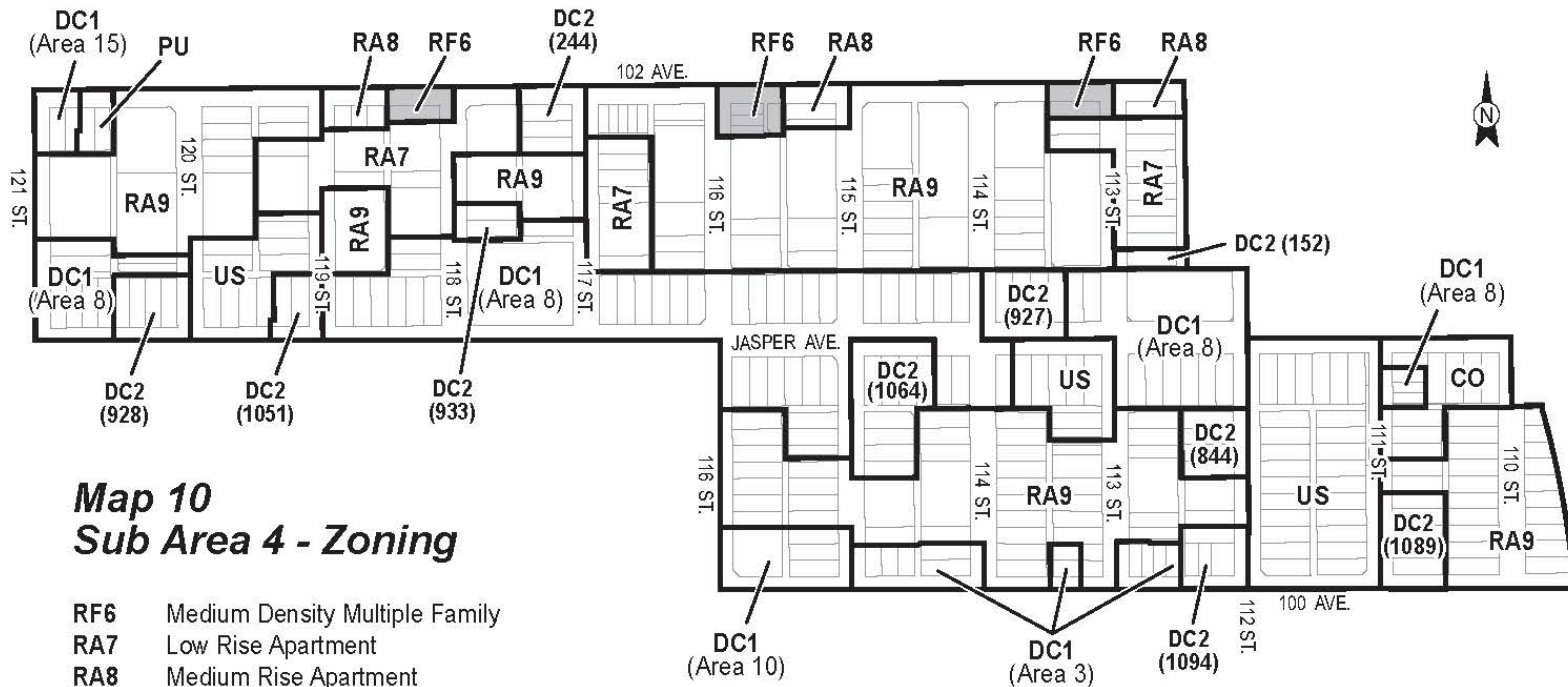 DC1
(Area 15)
PU
RA8
RF6
DC2
(244)
RF6
RA8
RF6
RA8
102 AVE.
N
121 ST.
120 ST.
RA9
RA7
RA9
RA9
RA7
116 ST.
115 ST.
RA9
114 ST.
113 ST.
RA7
DC2 (152)
DC1
(Area 8)
US
119 ST.
118 ST.
DC1
(Area 8)
117 ST.
DC2
(927)
DC1
(Area 8)
DC1
(Area 8)
JASPER AVE.
DC2
(928)
DC2
(1051)
DC2
(933)
DC2
(1064)
US
CO
DC2
(844)
116 ST.
114 ST.
RA9
113 ST.
US
111 ST.
110 ST.
DC2
(1089)
RA9
Map 10
Sub Area 4 - Zoning
100 AVE.
112 ST.
DC1
(Area 10)
DC1
(Area 3)
DC2
(1094)
RF6 Medium Density Multiple Family
RA7 Low Rise Apartment
RA8 Medium Rise Apartment